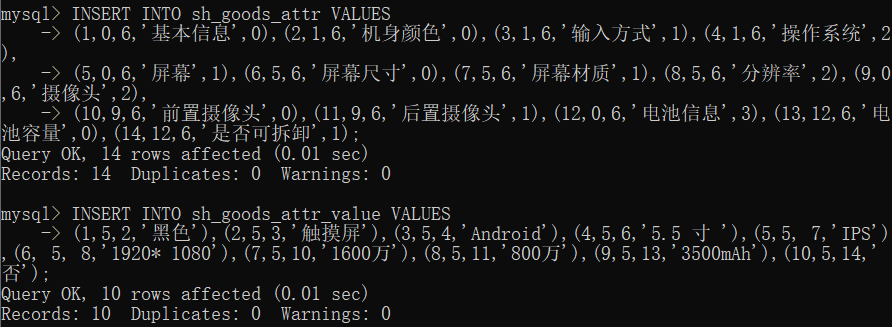 mysql> INSERT INTO sh_goods_attr VALUES
    -> (1,0,6,'基本信息',0),(2,1,6,'机身颜色',0),(3,1,6,'输入方式',1),(4,1,6,'操作系统',2
),
    -> (5,0,6,'屏幕',1),(6,5,6,'屏幕尺寸',0),(7,5,6,'屏幕材质',1),(8,5,6,'分辨率',2),(9,0
,6,'摄像头',2),
    -> (10,9,6,'前置摄像头',0),(11,9,6,'后置摄像头',1),(12,0,6,'电池信息',3),(13,12,6,'电
池容量',0),(14,12,6,'是否可拆卸',1);
Query OK, 14 rows affected (0.01 sec)
Records: 14  Duplicates: 0  Warnings: 0
mysql> INSERT INTO sh_goods_attr_value VALUES
    -> (1,5,2,'黑色'),(2,5,3,'触摸屏'),(3,5,4,'Android'),(4,5,6,'5.5 寸 '),(5,5, 7,'IPS')
,(6, 5, 8,'1920* 1080'),(7,5,10,'1600万'),(8,5,11,'800万'),(9,5,13,'3500mAh'),(10,5,14,'
否');
Query OK, 10 rows affected (0.01 sec)
Records: 10  Duplicates: 0  Warnings: 0